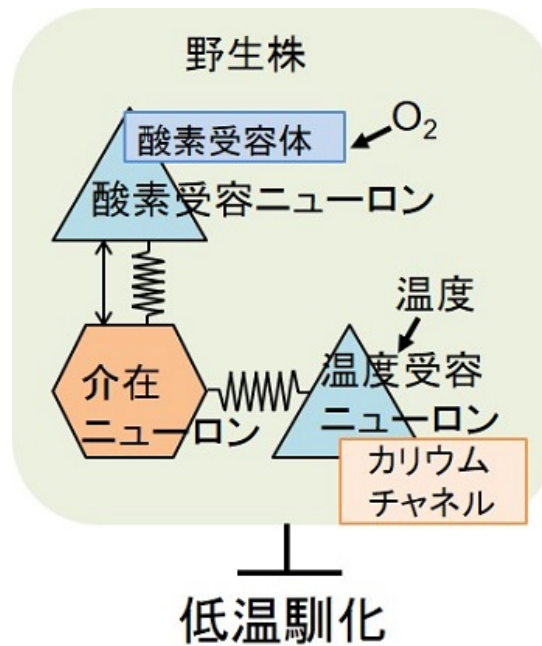 野生株
酸素受容体
O2
酸素受容ニューロン
温度
介在
ニューロン
温度受容
ニューロン
カリウム
チャネル
低温馴化